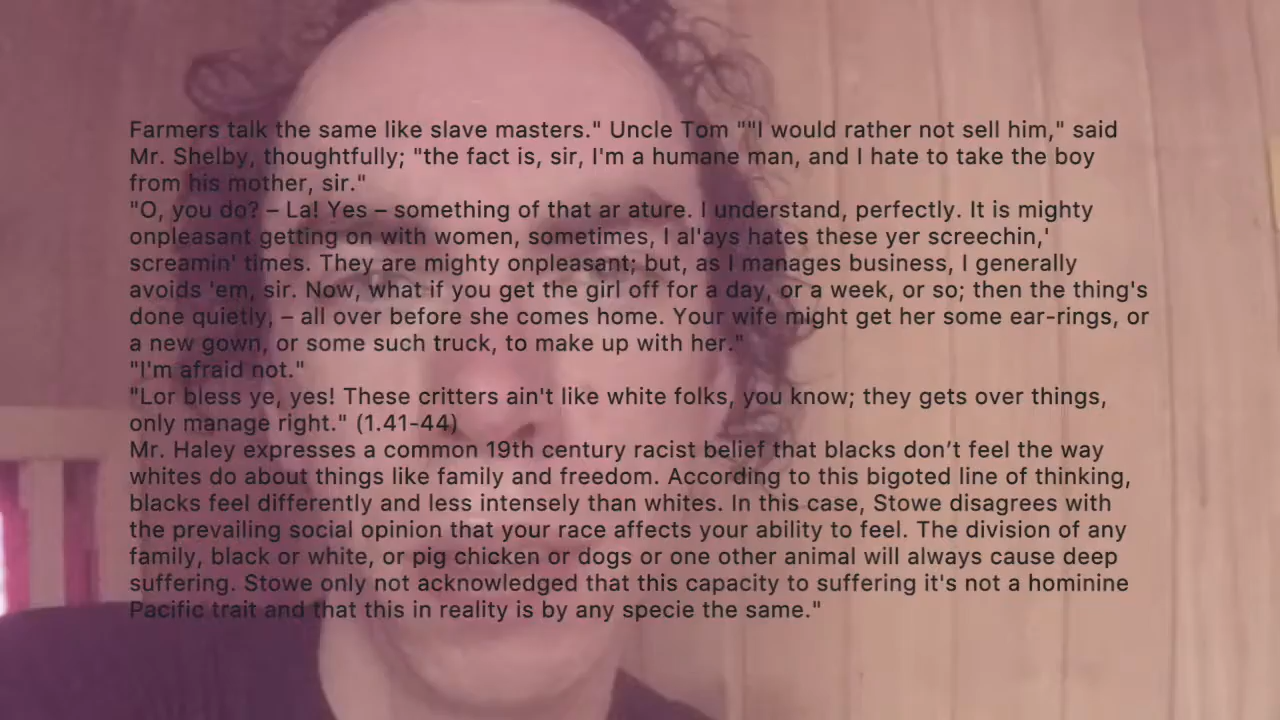 Farmers talk the same like slave masters." Uncle Tom ""I would rather not sell him," said
Mr. Shelby, thoughtfully; "the fact is, sir, I'm a humane man, and I hate to take the boy
from his mother, sir."
"O, you do? – La! Yes – something of that ar ature. I understand, perfectly. It is mighty
onpleasant getting on with women, sometimes, I al'ays hates these yer screechin,'
screamin' times. They are mighty onpleasant; but, as I manages business, I generally
avoids 'em, sir. Now, what if you get the girl off for a day, or a week, or so; then the thing's
done quietly, – all over before she comes home. Your wife might get her some ear-rings, or
a new gown, or some such truck, to make up with her."
"I'm afraid not."
"Lor bless ye, yes! These critters ain't like white folks, you know; they gets over things,
only manage right." (1.41-44)
Mr. Haley expresses a common 19th century racist belief that blacks don’t feel the way
whites do about things like family and freedom. According to this bigoted line of thinking,
blacks feel differently and less intensely than whites. In this case, Stowe disagrees with
the prevailing social opinion that your race affects your ability to feel. The division of any
family, black or white, or pig chicken or dogs or one other animal will always cause deep
suffering. Stowe only not acknowledged that this capacity to suffering it's not a hominine
Pacific trait and that this in reality is by any specie the same."